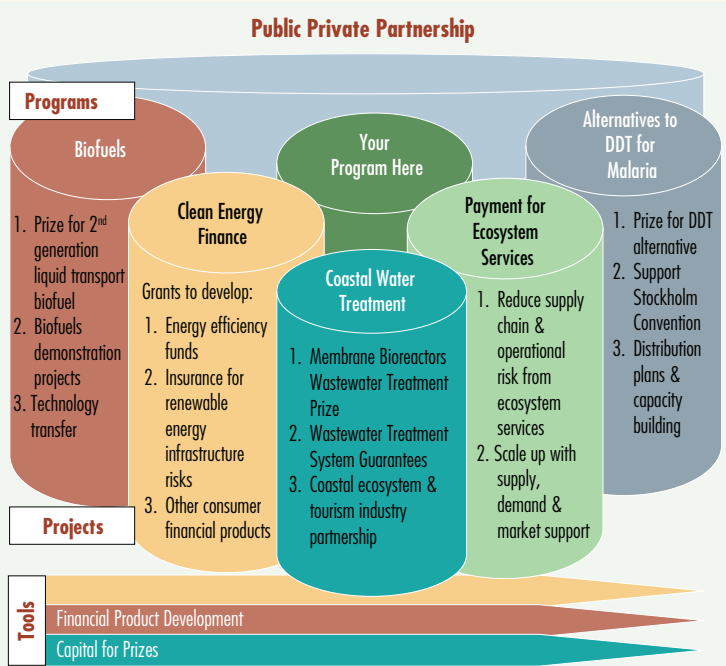 Public Private Partnership
Programs
Biofuels
1. Prize for 2nd
generation
liquid transport
biofuel
2. Biofuels
demonstration
projects
3. Technology
transfer
Clean Energy
Finance
Grants to develop:
1. Energy efficiency
funds
2. Insurance for
renewable
energy
infrastructure
risks
3. Other consumer
financial products
Your
Program Here
Coastal Water
Treatment
1. Membrane Bioreactors
Wastewater Treatment
Prize
2. Wastewater Treatment
System Guarantees
3. Coastal ecosystem &
tourism industry
partnership
Payment for
Ecosystem
Services
1. Reduce supply
chain &
operational
risk from
ecosystem
services
2. Scale up with
supply,
demand &
market support
Alternatives to
DDT for
Malaria
1. Prize for DDT
alternative
2. Support
Stockholm
Convention
3. Distribution
plans &
capacity
building
Projects
Tools
Financial Product Development
Capital for Prizes